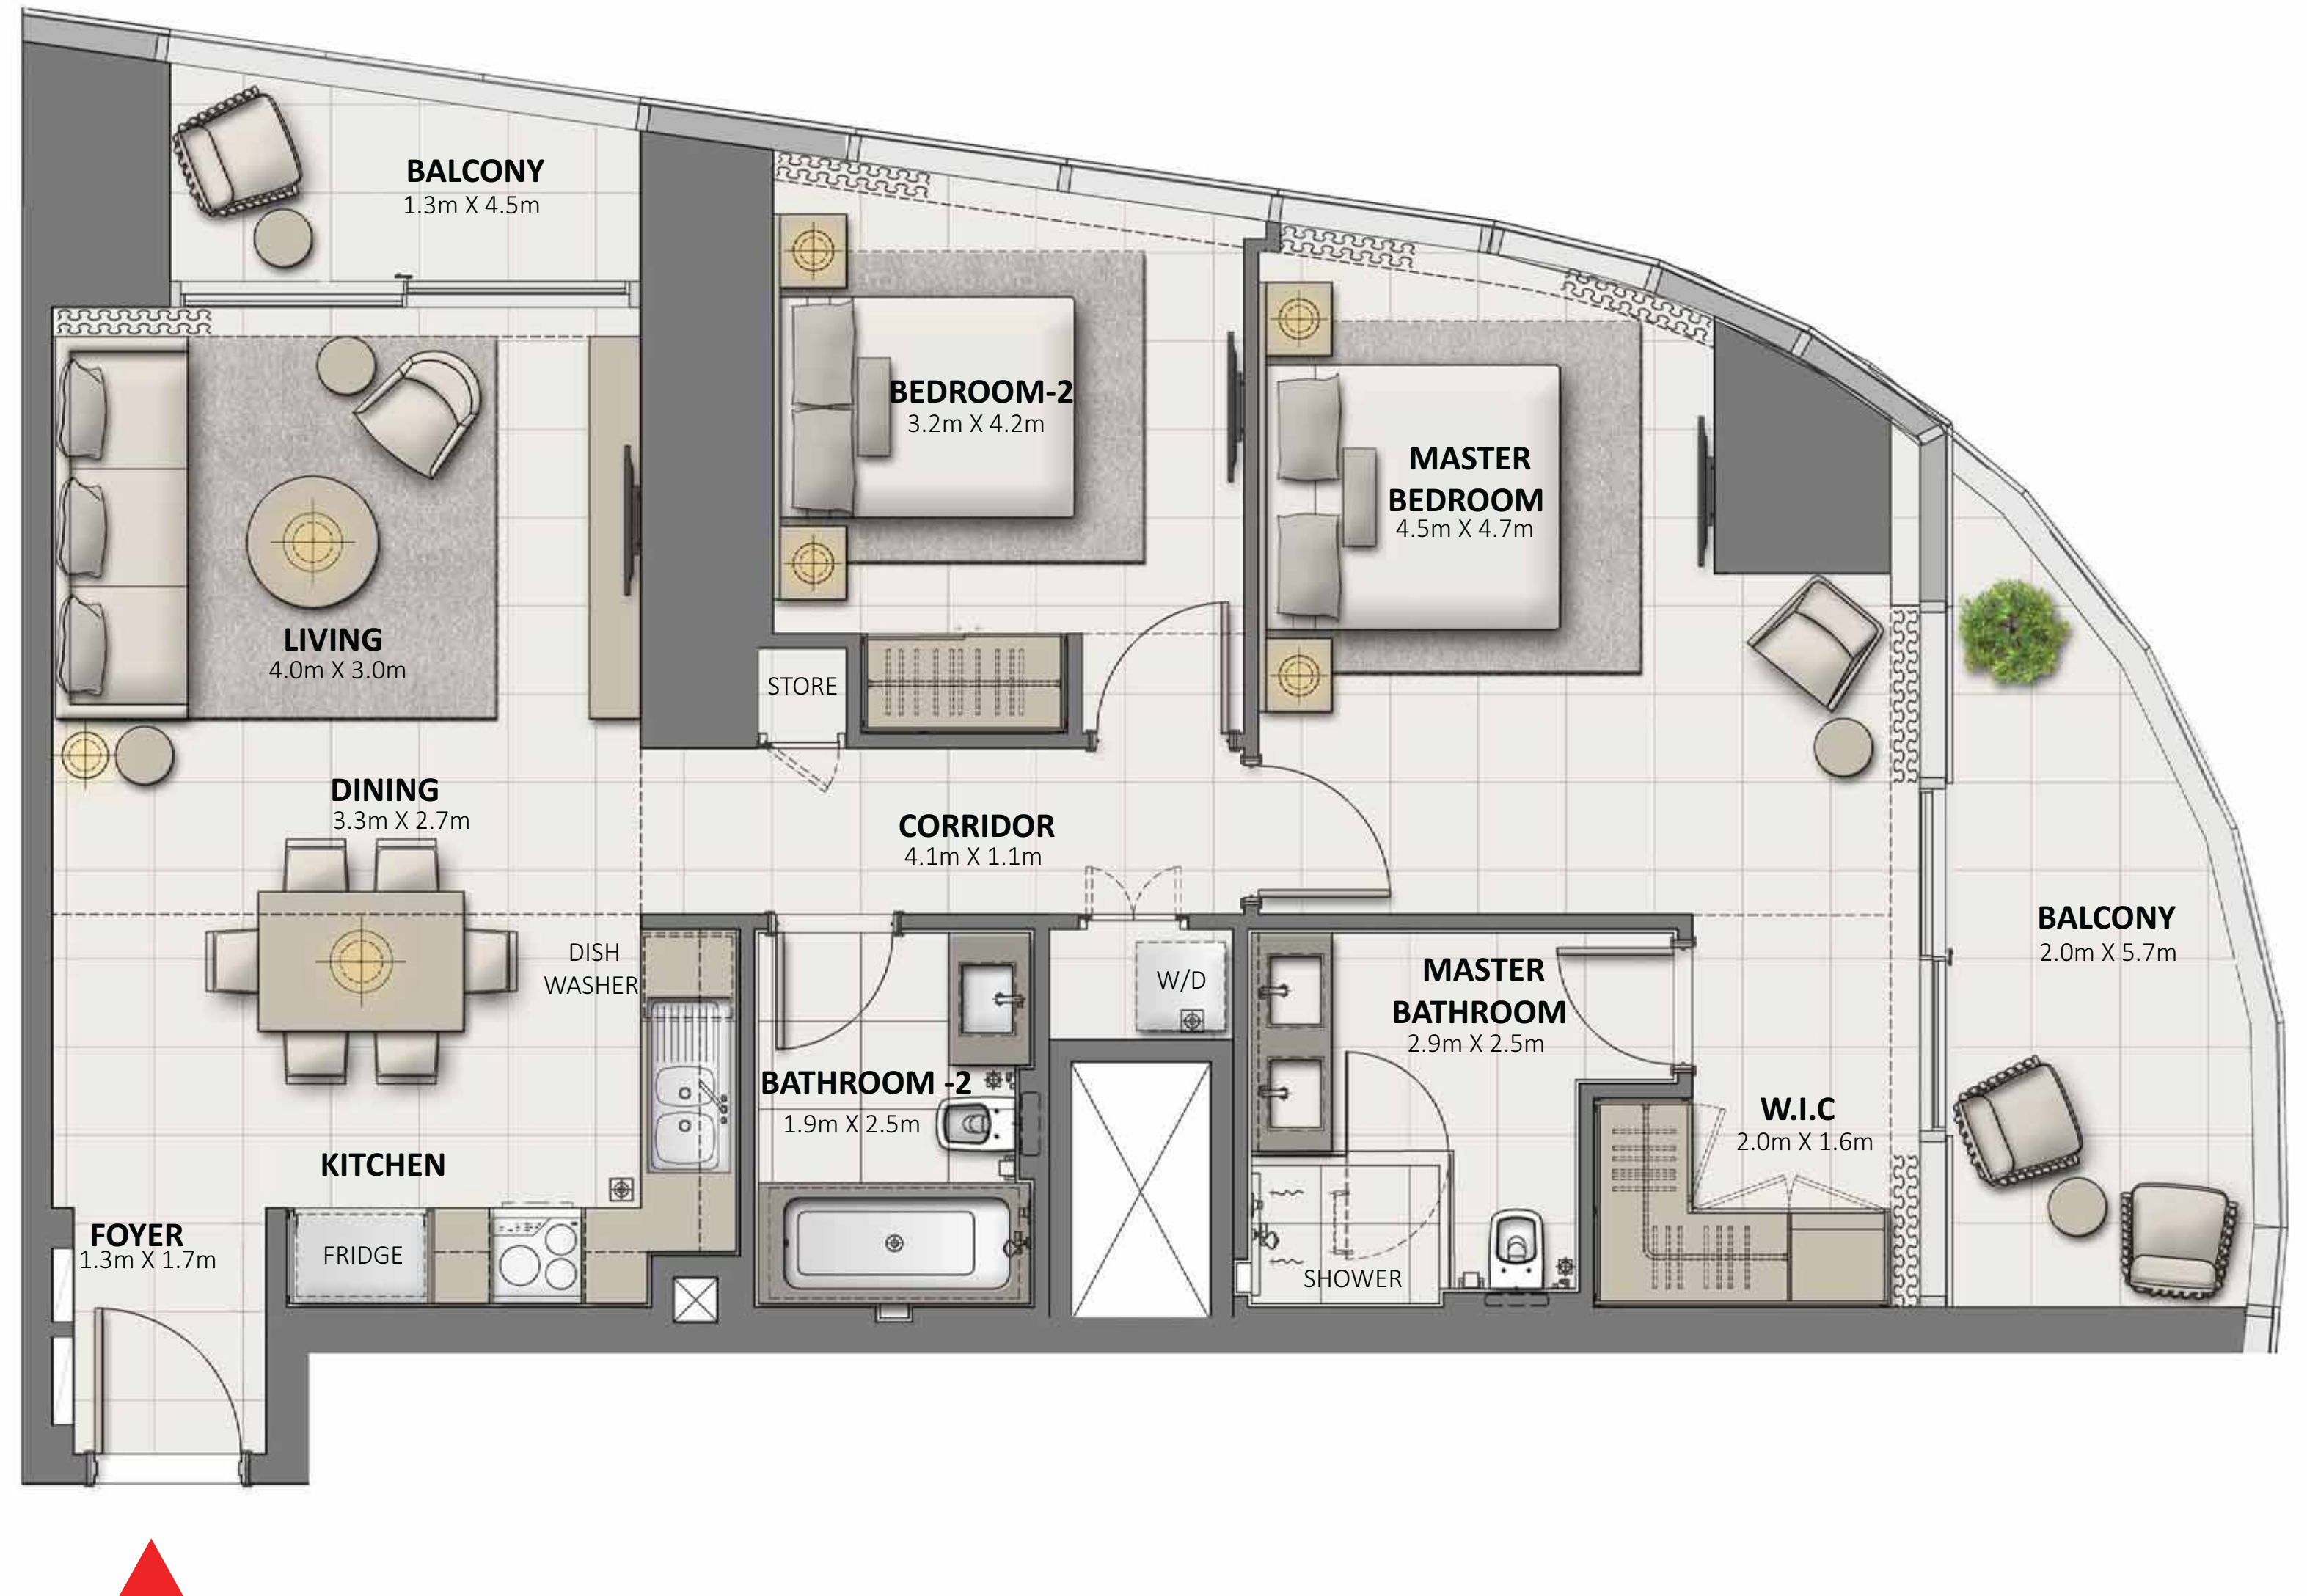 BALCONY
1.3m X 4.5m
BEDROOM-2
3.2m X 4.2m
MASTER
BEDROOM
4.5m X 4.7m
LIVING
4.0m X 3.0m
STORE
DINING
3.3m X 2.7m
CORRIDOR
4.1m X 1.1m
BALCONY
2.0m X 5.7m
DISH
WASHER
W/D
MASTER
BATHROOM
2.9m X 2.5m
BATHROOM -2
1.9m X 2.5m
W.I.C
2.0m X 1.6m
KITCHEN
FOYER
1.3m X 1.7m
FRIDGE
SHOWER